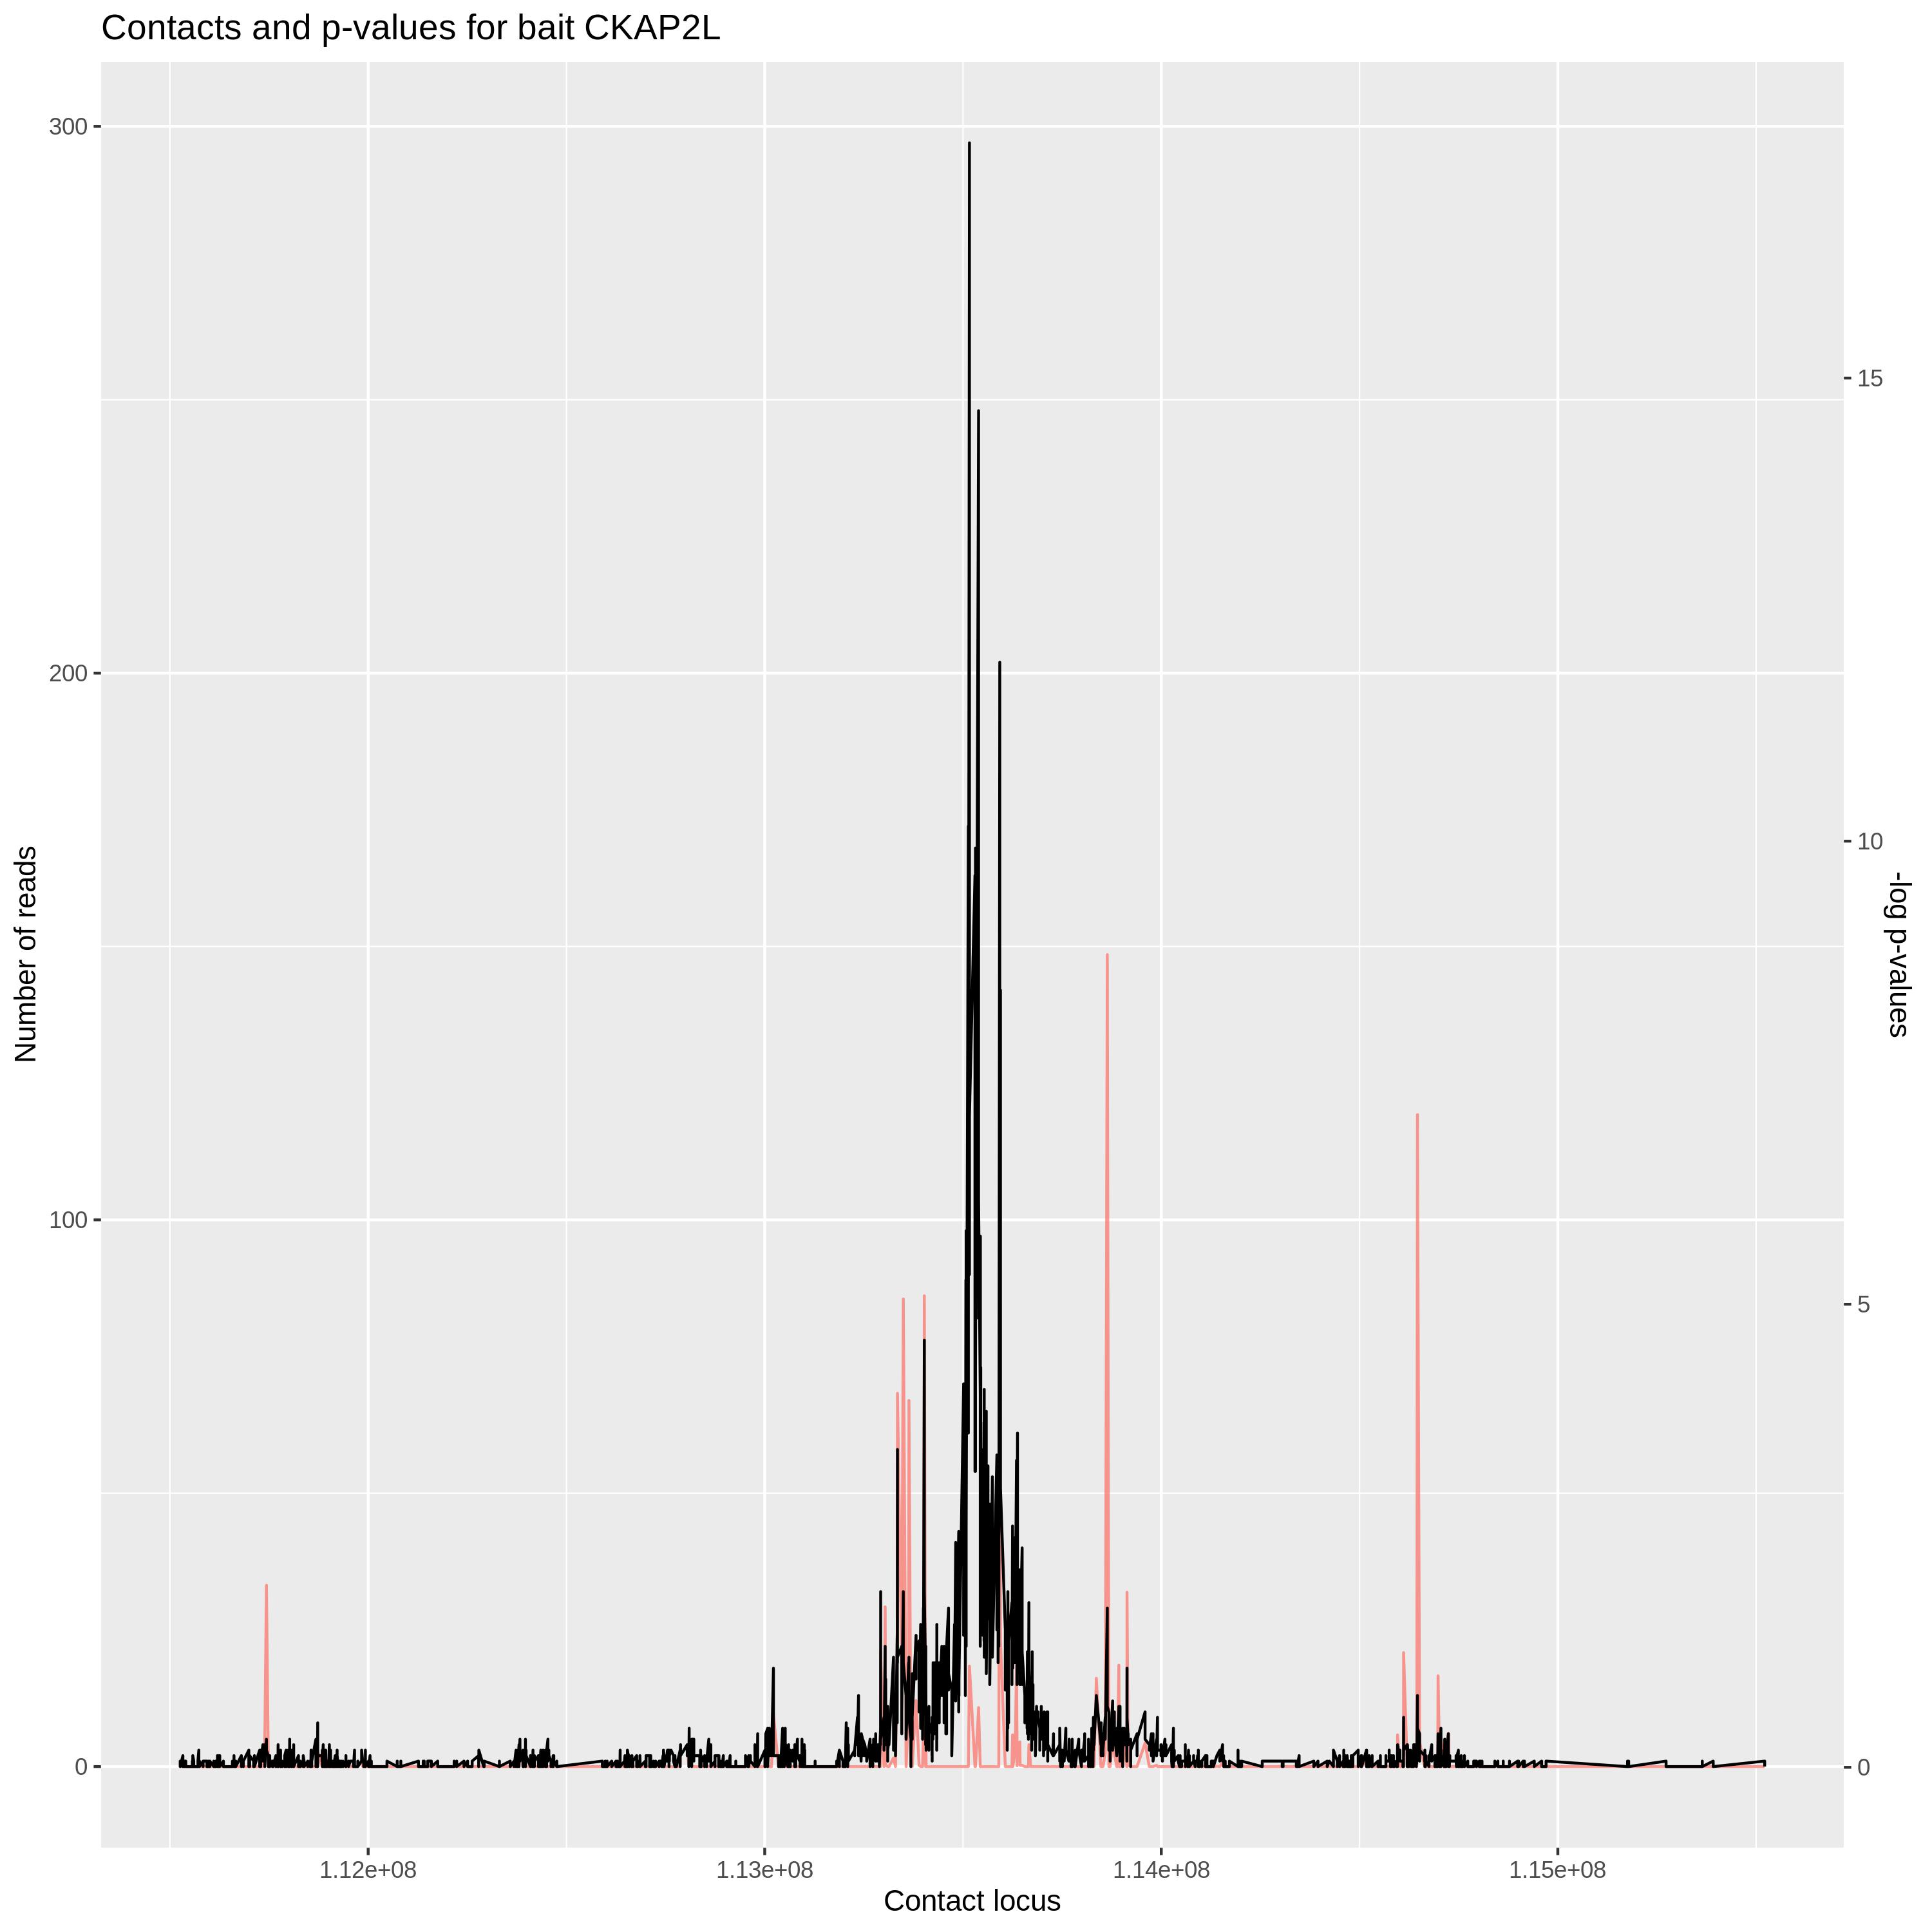 Contacts and p-values for bait CKAP2L
300
200
100
0
Number of reads
15
10
5
0
-log p-values
1.12e+08
1.13e+08
1.14e+08
1.15e+08
Contact locus